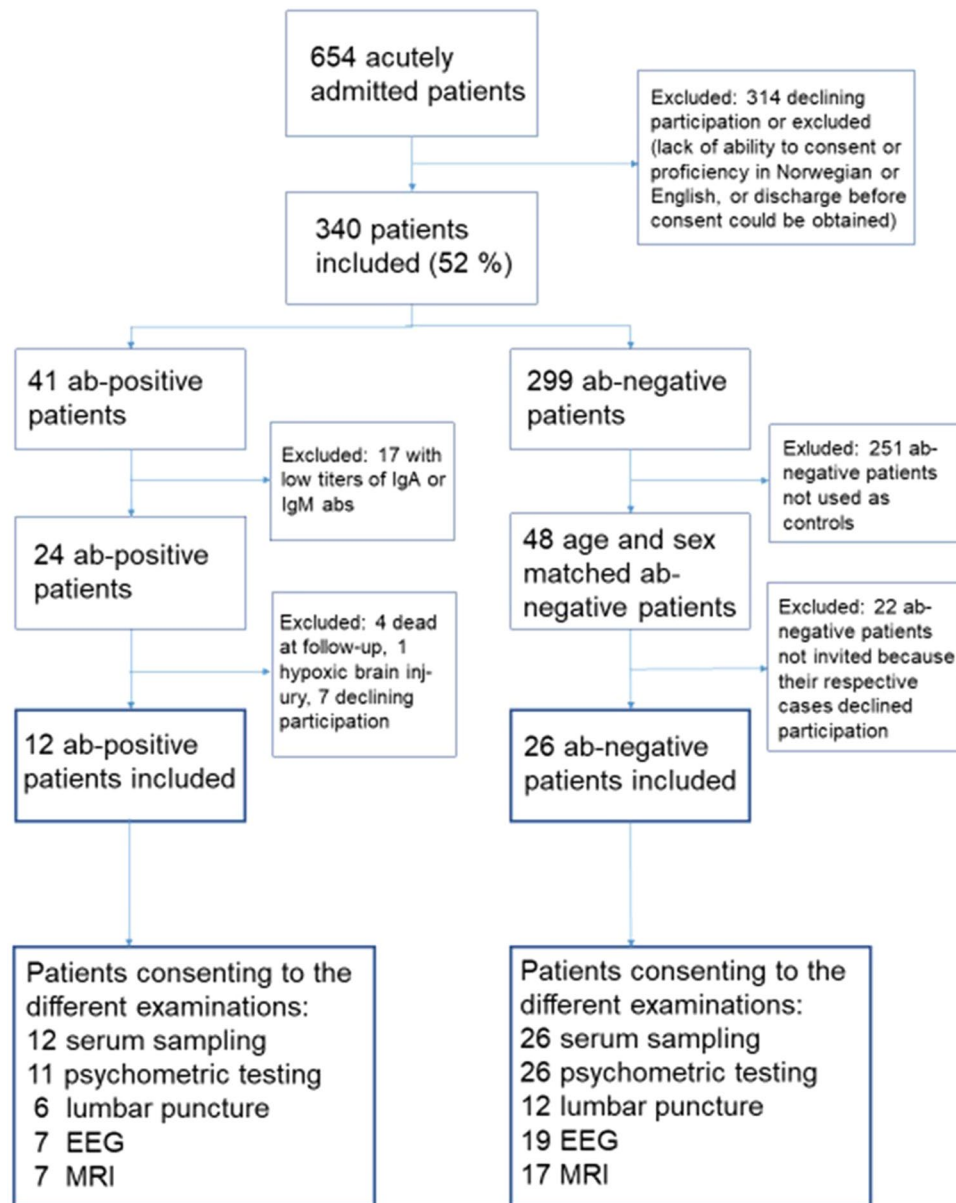 654 acutely
admitted patients
Excluded: 314 declining
participation or excluded
(lack of ability to consent or
proficiency in Norwegian or
English, or discharge before
consent could be obtained)
340 patients
included (52 %)
41 ab-positive
patients
299 ab-negative
patients
Excluded: 17 with
low titers of IgA or
IgM abs
Exluded: 251 ab-
negative patients
not used as
controls
24 ab-positive
patients
48 age and sex
matched ab-
negative patients
Excluded: 4 dead
at follow-up, 1
hypoxic brain inj-
ury, 7 declining
participation
Excluded: 22 ab-
negative patients
not invited because
their respective
cases declined
participation
12 ab-positive
patients included
26 ab-negative
patients included
Patients consenting to the
different examinations:
12 serum sampling
11 psychometric testing
6 lumbar puncture
7 EEG
7 MRI
Patients consenting to the
different examinations:
26 serum sampling
26 psychometric testing
12 lumbar puncture
19 EEG
17 MRI